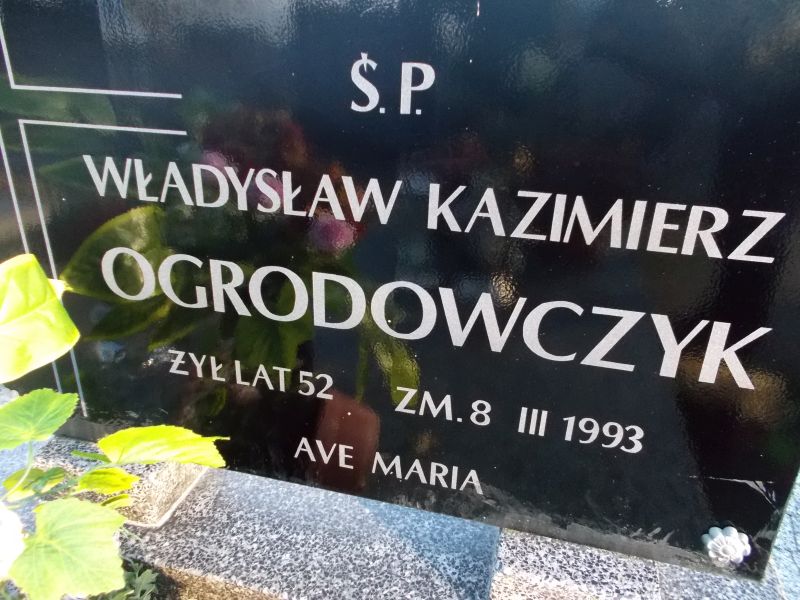 Ś.P.
WŁADYSŁAW KAZIMIERZ
OGRODOWCZYK
ŻYŁ LAT 52 ZM. 8 III 1993
AVE MARIA